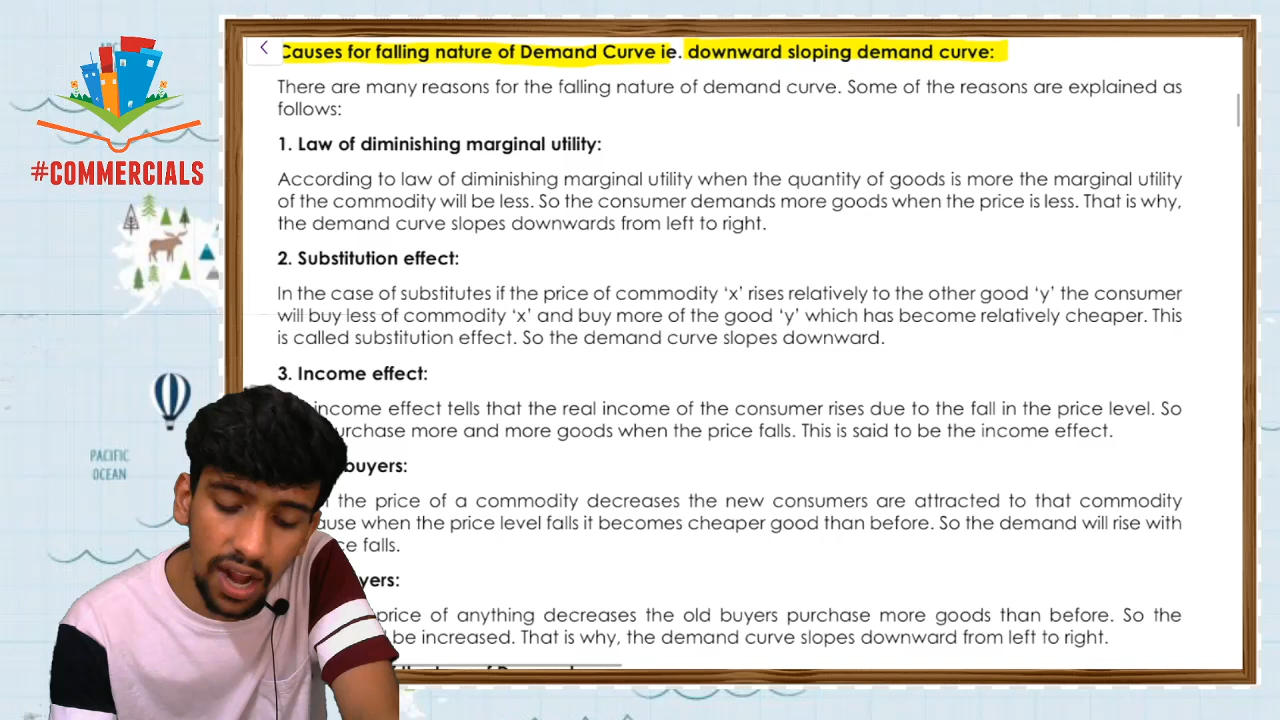 #COMMERCIALS
PACIFIC
OCEAN
Causes for falling nature of Demand Curve ie. downward sloping demand curve:
There are many reasons for the falling nature of demand curve. Some of the reasons are explained as
follows:
1. Law of diminishing marginal utility:
According to law of diminishing marginal utility when the quantity of goods is more the marginal utility
of the commodity will be less. So the consumer demands more goods when the price is less. That is why,
the demand curve slopes downwards from left to right.
2. Substitution effect:
In the case of substitutes if the price of commodity ‘x’ rises relatively to the other good ‘y’ the consumer
will buy less of commodity ‘x’ and buy more of the good ‘y’ which has become relatively cheaper. This
is called substitution effect. So the demand curve slopes downward.
3. Income effect:
income effect tells that the real income of the consumer rises due to the fall in the price level. So
purchase more and more goods when the price falls. This is said to be the income effect.
buyers:
the price of a commodity decreases the new consumers are attracted to that commodity
when the price level falls it becomes cheaper good than before. So the demand will rise with
falls.
price of anything decreases the old buyers purchase more goods than before. So the
be increased. That is why, the demand curve slopes downward from left to right.